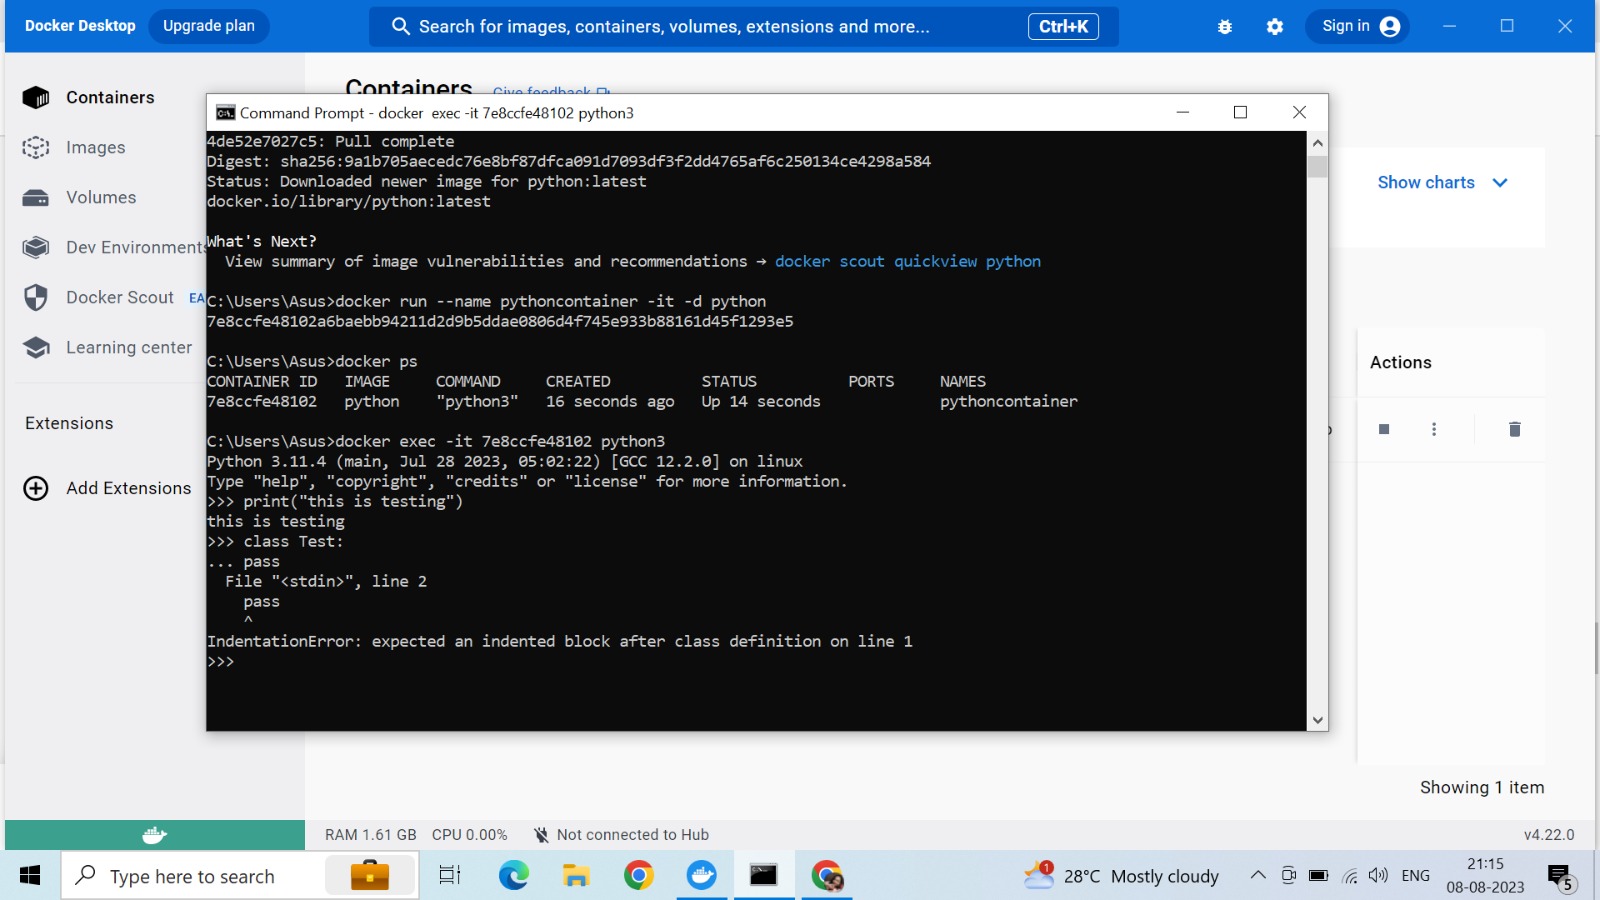 Docker Desktop Upgrade plan Search for images, containers, volumes, extensions and more... Ctrl+K Sign in
Containers
Images
Volumes
Dev Environments
Docker Scout EA
Learning center
Extensions
Add Extensions
Containers Give feedback
Command Prompt - docker exec -it 7e8ccfe48102 python3
4de52e7027c5: Pull complete
Digest: sha256:9a1b705aecedc76e8bf87dfca091d7093df3f2dd4765af6c250134ce4298a584
Status: Downloaded newer image for python:latest
docker.io/library/python:latest
What's Next?
View summary of image vulnerabilities and recommendations → docker scout quickview python
C:\Users\Asus>docker run --name pythoncontainer -it -d python
7e8ccfe48102a6baebb94211d2d9b5ddae0806d4f745e933b88161d45f1293e5
C:\Users\Asus>docker ps
CONTAINER ID IMAGE COMMAND CREATED STATUS PORTS NAMES
7e8ccfe48102 python "python3" 16 seconds ago Up 14 seconds pythoncontainer
C:\Users\Asus>docker exec -it 7e8ccfe48102 python3
Python 3.11.4 (main, Jul 28 2023, 05:02:22) [GCC 12.2.0] on linux
Type "help", "copyright", "credits" or "license" for more information.
>>> print("this is testing")
this is testing
>>> class Test:
... pass
File "<stdin>", line 2
pass
^
IndentationError: expected an indented block after class definition on line 1
>>>
Show charts
Actions
Showing 1 item
RAM 1.61 GB CPU 0.00% Not connected to Hub v4.22.0
Type here to search 1 28°C Mostly cloudy ENG 21:15
08-08-2023 5